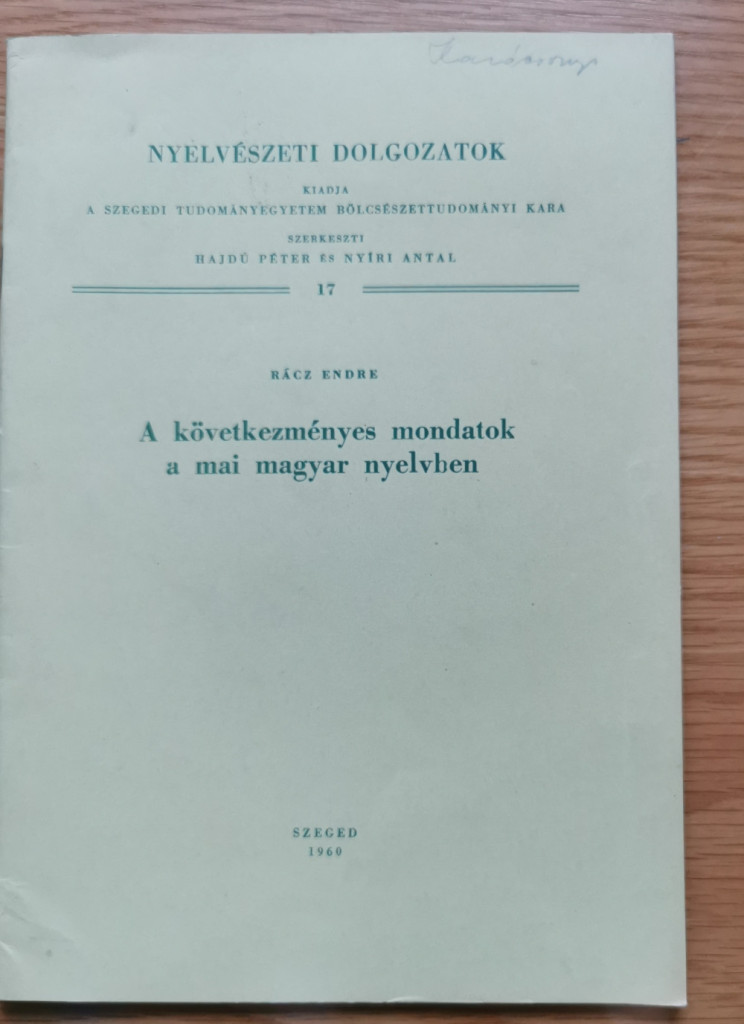 NYELVÉSZETI DOLGOZATOK
KIADJA
A SZEGEDI TUDOMÁNYEGYETEM BÖLCSÉSZETTUDOMÁNYI KARA
SZERKESZTI
HAJDÚ PÉTER ÉS NYÍRI ANTAL
17
RÁCZ ENDRE
A következményes mondatok
a mai magyar nyelvben
SZEGED
1960